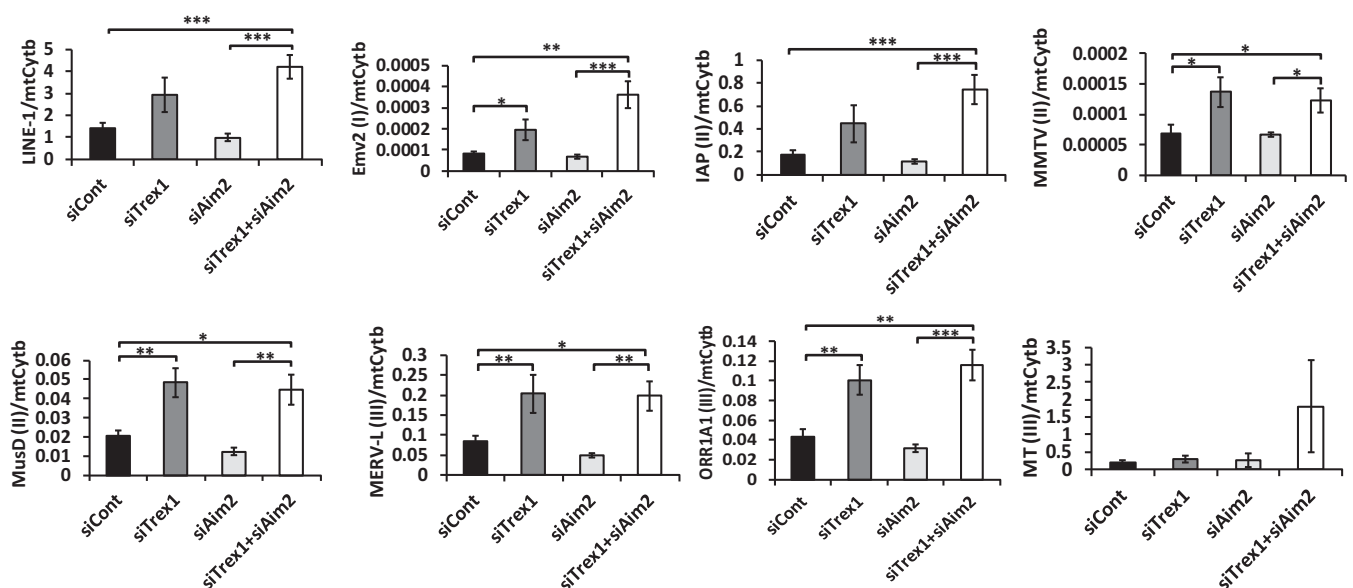 ***
***
LINE-1/mtCytb
5
4
3
2
1
0
siCont
siTrex1
siAim2
siTrex1+siAim2
**
***
*
Emv2 (I)/mtCytb
0.0005
0.0004
0.0003
0.0002
0.0001
0
siCont
siTrex1
siAim2
siTrex1+siAim2
***
***
IAP (II)/mtCytb
1
0.8
0.6
0.4
0.2
0
siCont
siTrex1
siAim2
siTrex1+siAim2
*
*
*
MMTV (II)/mtCytb
0.0002
0.00015
0.0001
0.00005
0
siCont
siTrex1
siAim2
siTrex1+siAim2
*
**
**
MusD (II)/mtCytb
0.06
0.05
0.04
0.03
0.02
0.01
0
siCont
siTrex1
siAim2
siTrex1+siAim2
*
**
**
MERV-L (III)/mtCytb
0.3
0.25
0.2
0.15
0.1
0.05
0
siCont
siTrex1
siAim2
siTrex1+siAim2
**
***
**
ORR1A1 (III)/mtCytb
0.14
0.12
0.1
0.08
0.06
0.04
0.02
0
siCont
siTrex1
siAim2
siTrex1+siAim2
MT (III)/mtCytb
3.5
3
2.5
2
1.5
1
0.5
0
siCont
siTrex1
siAim2
siTrex1+siAim2